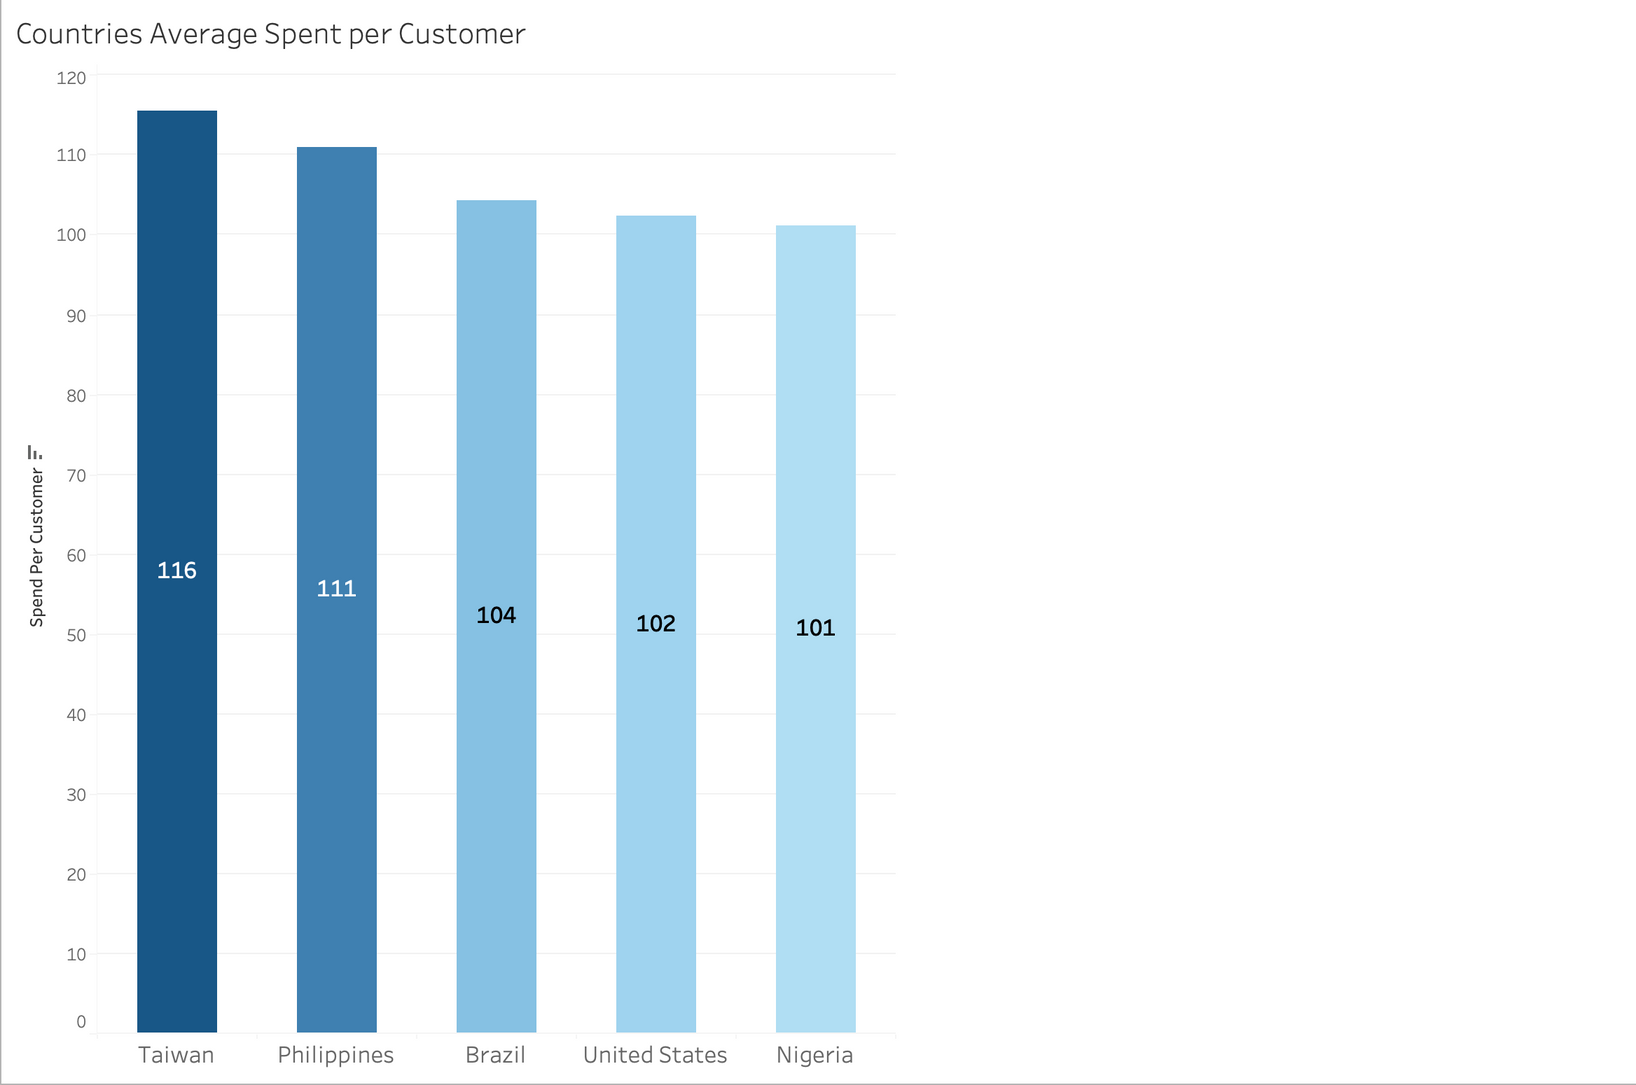 Countries Average Spent per Customer
120
110
100
90
80
70
60
50
40
30
20
10
0
Spend Per Customer
116
111
104
102
101
Taiwan
Philippines
Brazil
United States
Nigeria